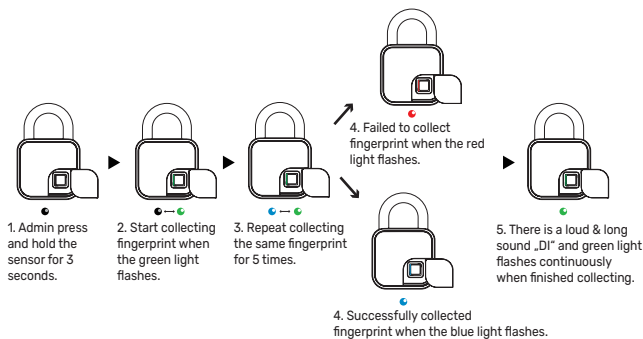 1. Admin press
and hold the
sensor for 3
seconds.
2. Start collecting
fingerprint when
the green light
flashes.
3. Repeat collecting
the same fingerprint
for 5 times.
4. Failed to collect
fingerprint when the red
light flashes.
4. Successfully collected
fingerprint when the blue light flashes.
5. There is a loud & long
sound „DI“ and green light
flashes continuously
when finished collecting.